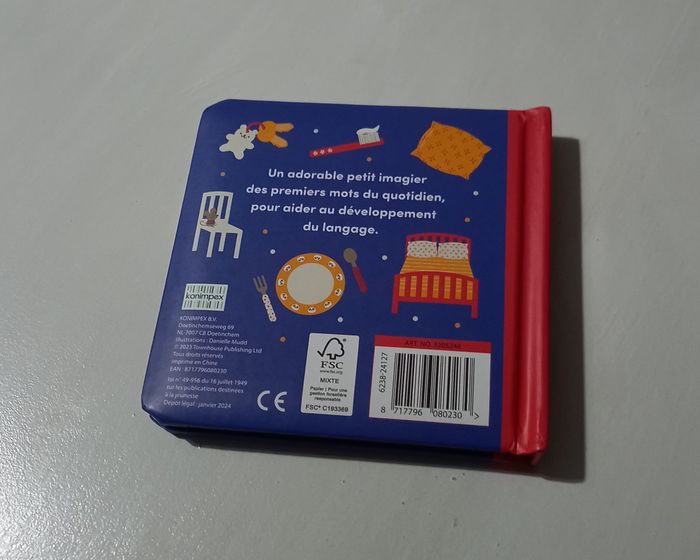 Un adorable petit imagier
des premiers mots du quotidien,
pour aider au développement
du langage.
konimpex
KONIMPEX B.V.
Doetinchemseweg 69
NL-7007 CB Doetinchem
Illustrations : Danielle Mudd
© 2023 Townhouse Publishing Ltd
Tous droits réservés
Imprimé en Chine
EAN : 8717796080230
loi n° 49-956 du 16 juillet 1949
sur les publications destinées
à la jeunesse
Dépôt légal : janvier 2024
CE
FSC
www.fsc.org
MIXTE
Papier | Pour une
gestion forestière
responsable
FSC® C193369
ART. NO. 3205248
6238-24127
8 717796 080230 >